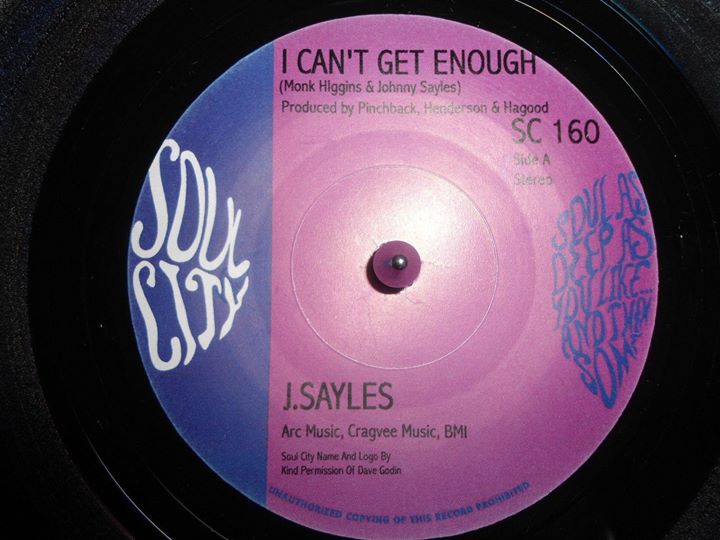 I CAN'T GET ENOUGH
(Monk HIggins & Johnny Sayles)
Produced by Pinchback, Henderson & Hagood
SC 160
Side A
Stereo
SOUL
CITY
SOUL AS
DEEP AS
YOU LIKE...
AND THEN
SOME
J.SAYLES
Arc Music, Cragvee Music, BMI
Soul City Name And Logo By
Kind Permission Of Dave Godin
UNAUTHORIZED COPYING OF THIS RECORD PROHIBITED